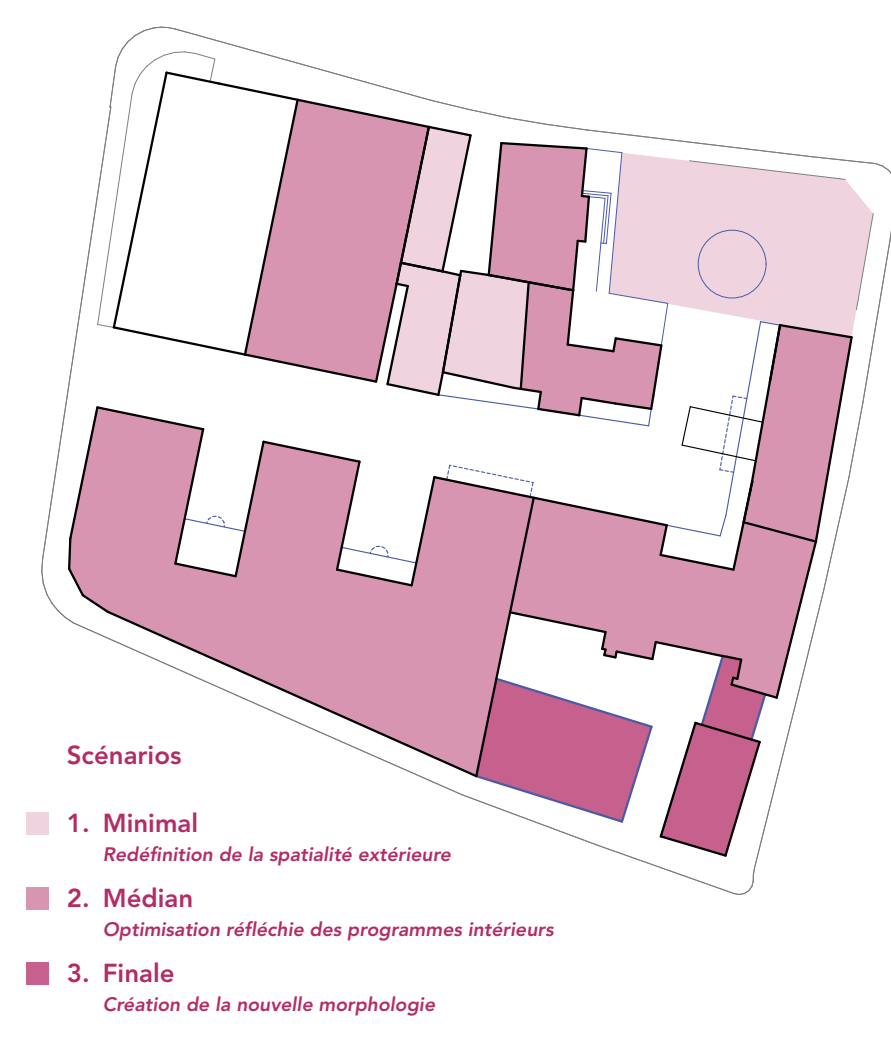 Scénarios
1. Minimal
Redéfinition de la spatialité extérieure
2. Médian
Optimisation réfléchie des programmes intérieurs
3. Finale
Création de la nouvelle morphologie